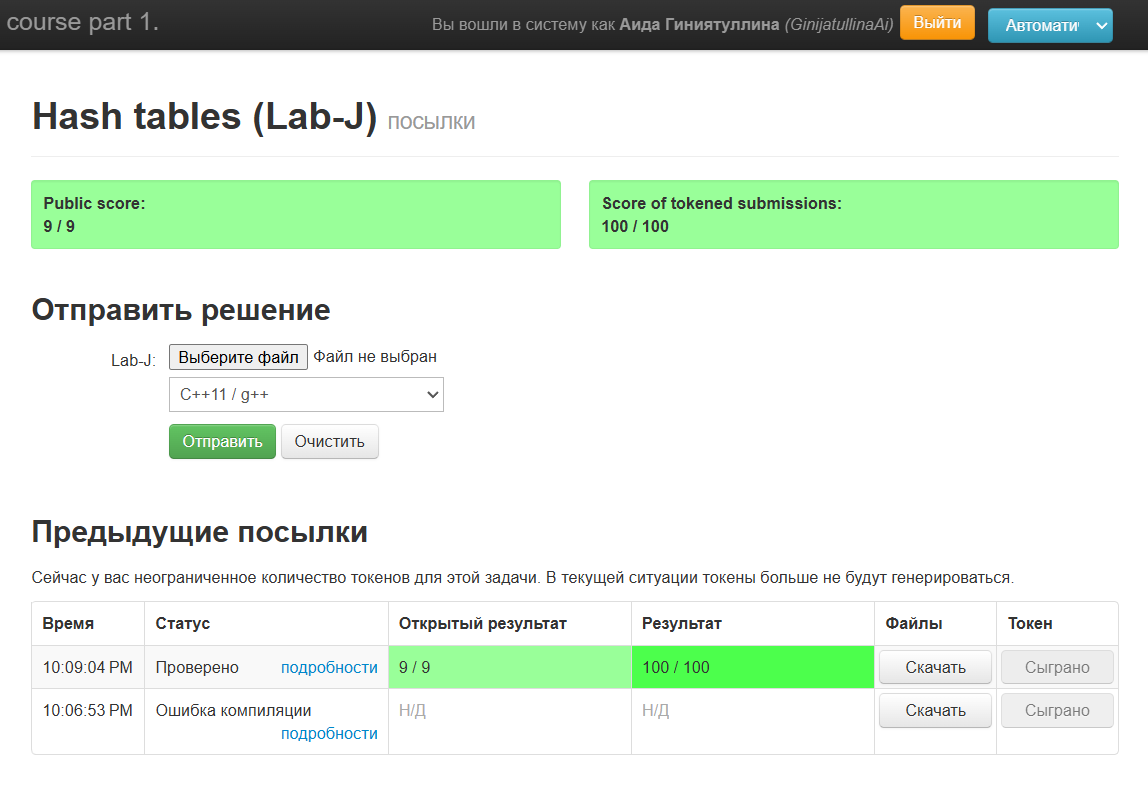 course part 1.
Вы вошли в систему как Аида Гиниятуллина (GinijatullinaAi) Выйти Автомати
Hash tables (Lab-J) посылки
Public score:
9 / 9
Score of tokened submissions:
100 / 100
Отправить решение
Lab-J: Выберите файл Файл не выбран
C++11 / g++
Отправить Очистить
Предыдущие посылки
Сейчас у вас неограниченное количество токенов для этой задачи. В текущей ситуации токены больше не будут генерироваться.
Время Статус Открытый результат Результат Файлы Токен
10:09:04 PM Проверено подробности 9 / 9 100 / 100 Скачать Сыграно
10:06:53 PM Ошибка компиляции Н/Д Н/Д Скачать Сыграно
подробности